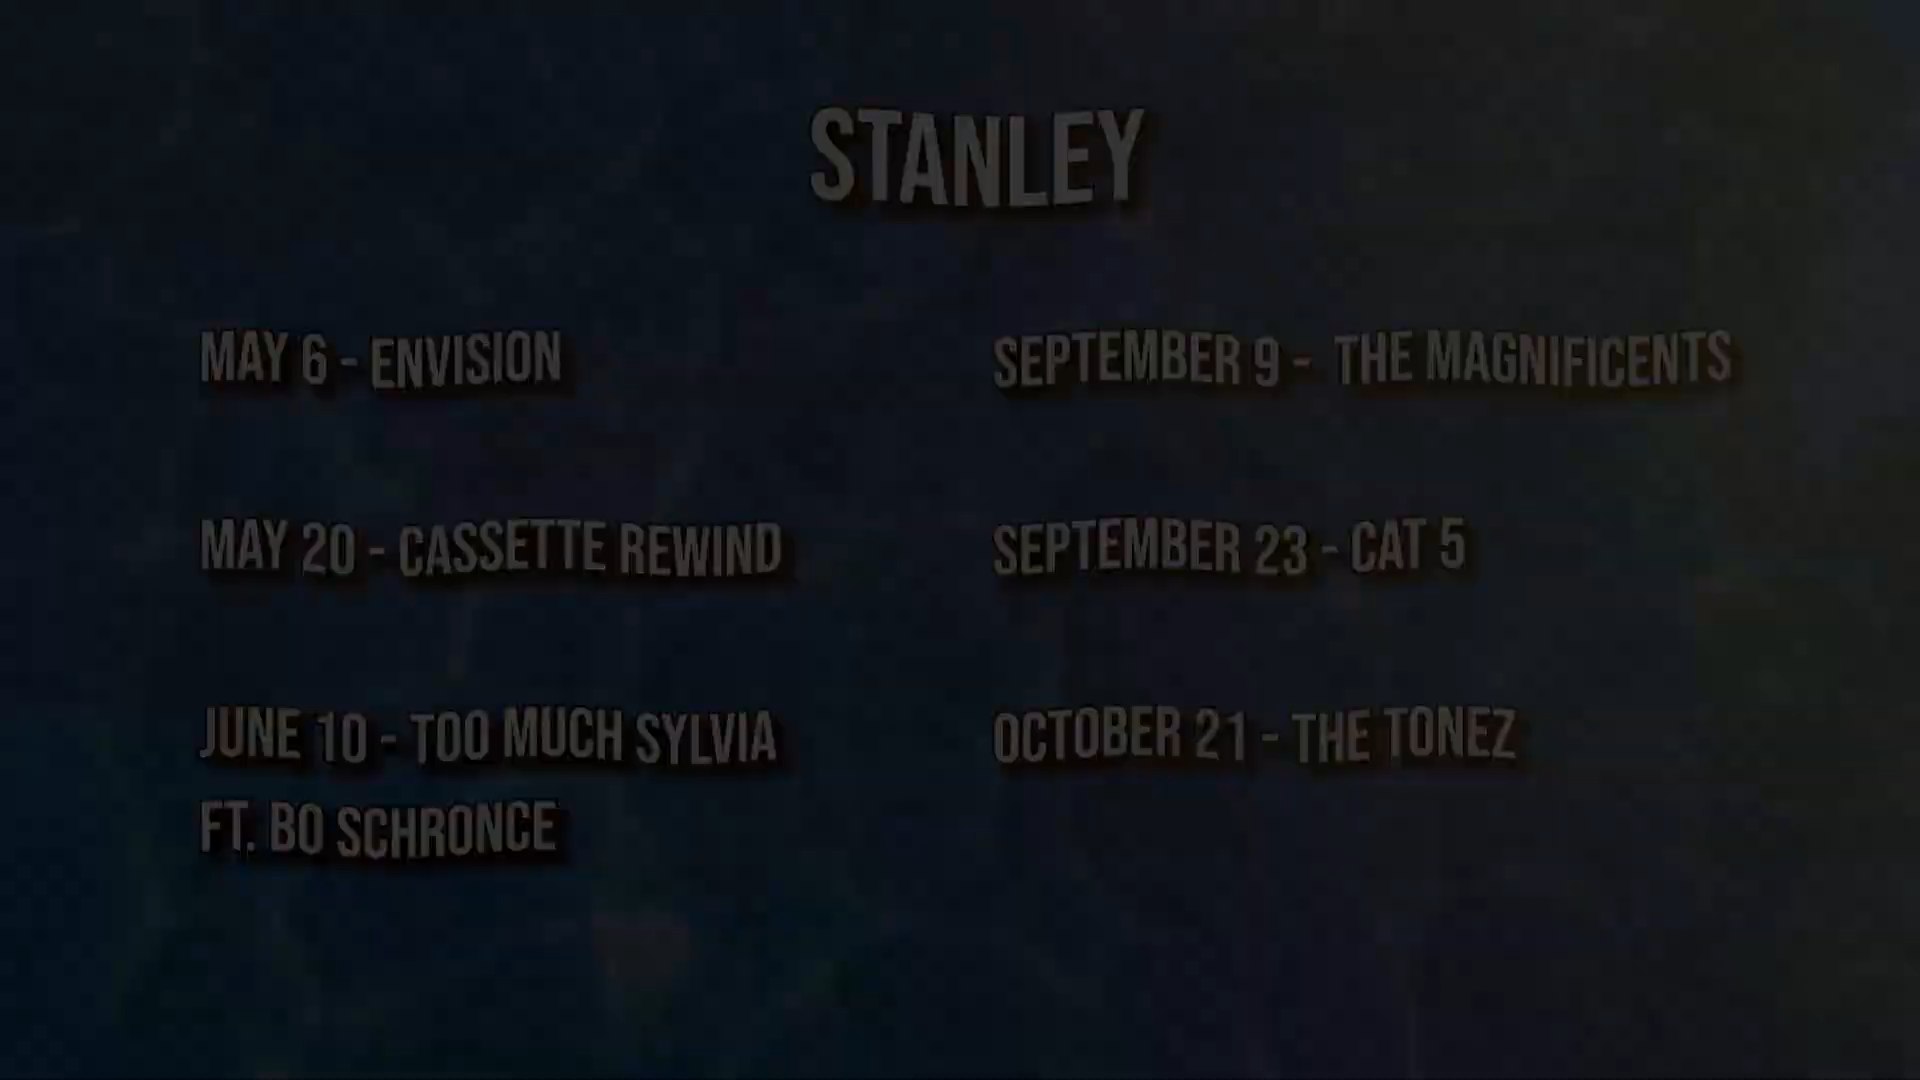 STANLEY
MAY 6 - ENVISION
MAY 20 - CASSETTE REWIND
JUNE 10 - TOO MUCH SYLVIA
FT. BO SCHRONCE
SEPTEMBER 9 - THE MAGNIFICENTS
SEPTEMBER 23 - CAT 5
OCTOBER 21 - THE TONEZ